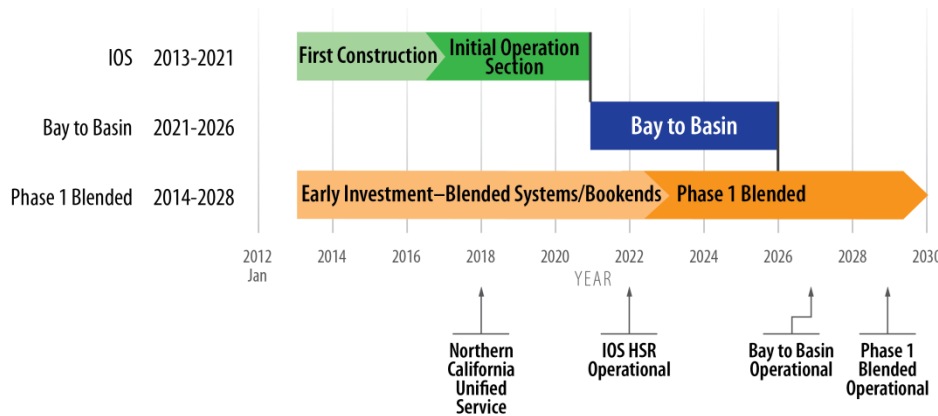 IOS 2013-2021 First Construction Initial Operation
Section
Bay to Basin 2021-2026 Bay to Basin
Phase 1 Blended 2014-2028 Early Investment–Blended Systems/Bookends Phase 1 Blended
2012 2014 2016 2018 2020 2022 2024 2026 2028 2030
Jan
YEAR
Northern
California
Unified
Service
IOS HSR
Operational
Bay to Basin
Operational
Phase 1
Blended
Operational